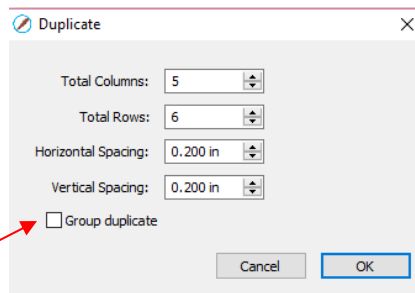 Duplicate
Total Columns: 5
Total Rows: 6
Horizontal Spacing: 0.200 in
Vertical Spacing: 0.200 in
Group duplicate
Cancel OK